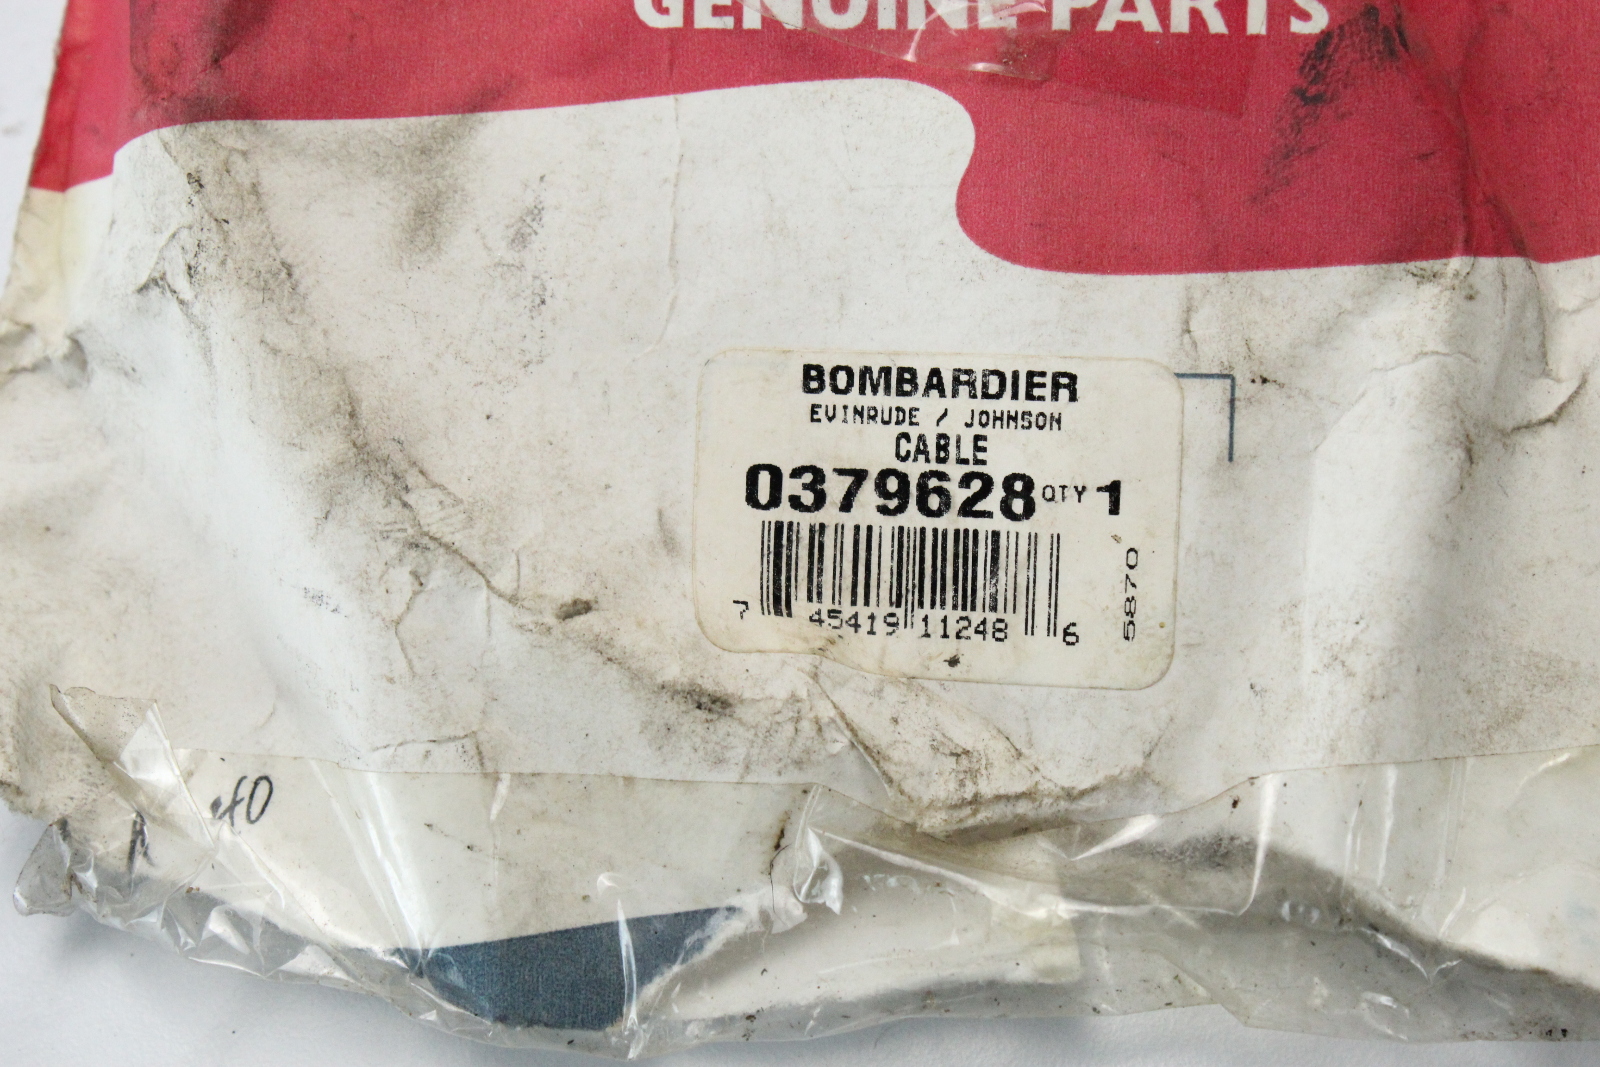 GENUINE PARTS
BOMBARDIER
EVINRUDE / JOHNSON
CABLE
0379628 QTY 1
7 45419 11248 6
5870